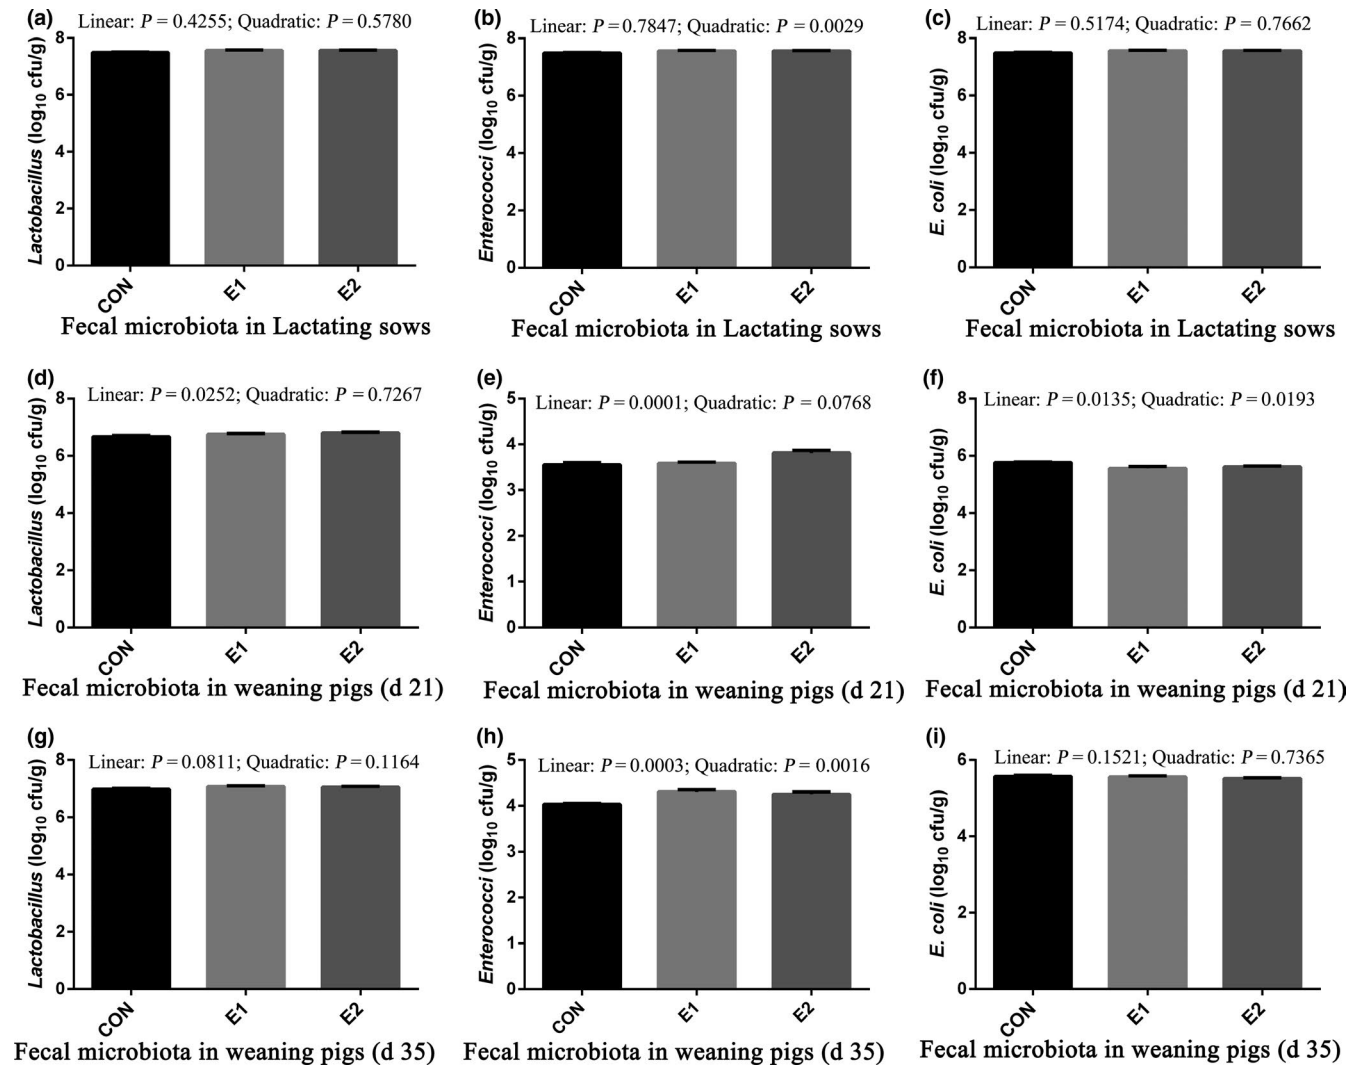 (a)
Linear: P = 0.4255; Quadratic: P = 0.5780
Lactobacillus (log10 cfu/g)
8
6
4
2
0
CON
E1
E2
Fecal microbiota in Lactating sows
(b)
Linear: P = 0.7847; Quadratic: P = 0.0029
Enterococci (log10 cfu/g)
8
6
4
2
0
CON
E1
E2
Fecal microbiota in Lactating sows
(c)
Linear: P = 0.5174; Quadratic: P = 0.7662
E. coli (log10 cfu/g)
8
6
4
2
0
CON
E1
E2
Fecal microbiota in Lactating sows
(d)
Linear: P = 0.0252; Quadratic: P = 0.7267
Lactobacillus (log10 cfu/g)
8
6
4
2
0
CON
E1
E2
Fecal microbiota in weaning pigs (d 21)
(e)
Linear: P = 0.0001; Quadratic: P = 0.0768
Enterococci (log10 cfu/g)
5
4
3
2
1
0
CON
E1
E2
Fecal microbiota in weaning pigs (d 21)
(f)
Linear: P = 0.0135; Quadratic: P = 0.0193
E. coli (log10 cfu/g)
8
6
4
2
0
CON
E1
E2
Fecal microbiota in weaning pigs (d 21)
(g)
Linear: P = 0.0811; Quadratic: P = 0.1164
Lactobacillus (log10 cfu/g)
8
6
4
2
0
CON
E1
E2
Fecal microbiota in weaning pigs (d 35)
(h)
Linear: P = 0.0003; Quadratic: P = 0.0016
Enterococci (log10 cfu/g)
5
4
3
2
1
0
CON
E1
E2
Fecal microbiota in weaning pigs (d 35)
(i)
Linear: P = 0.1521; Quadratic: P = 0.7365
E. coli (log10 cfu/g)
6
4
2
0
CON
E1
E2
Fecal microbiota in weaning pigs (d 35)